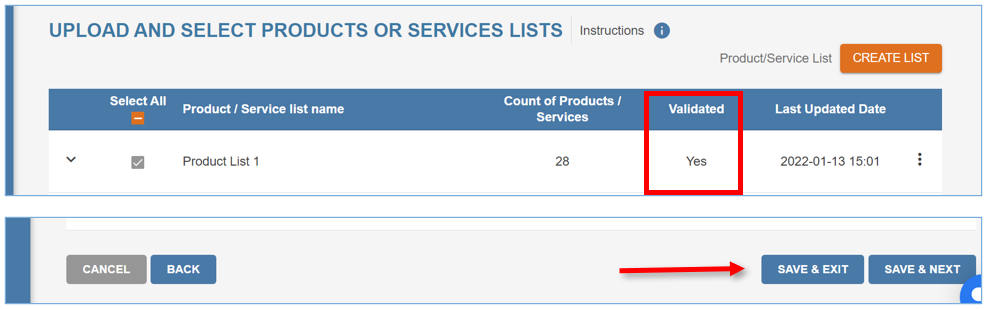 UPLOAD AND SELECT PRODUCTS OR SERVICES LISTS Instructions i
Product/Service List CREATE LIST
Select All Product / Service list name Count of Products / Services Validated Last Updated Date
Product List 1 28 Yes 2022-01-13 15:01
CANCEL BACK SAVE & EXIT SAVE & NEXT